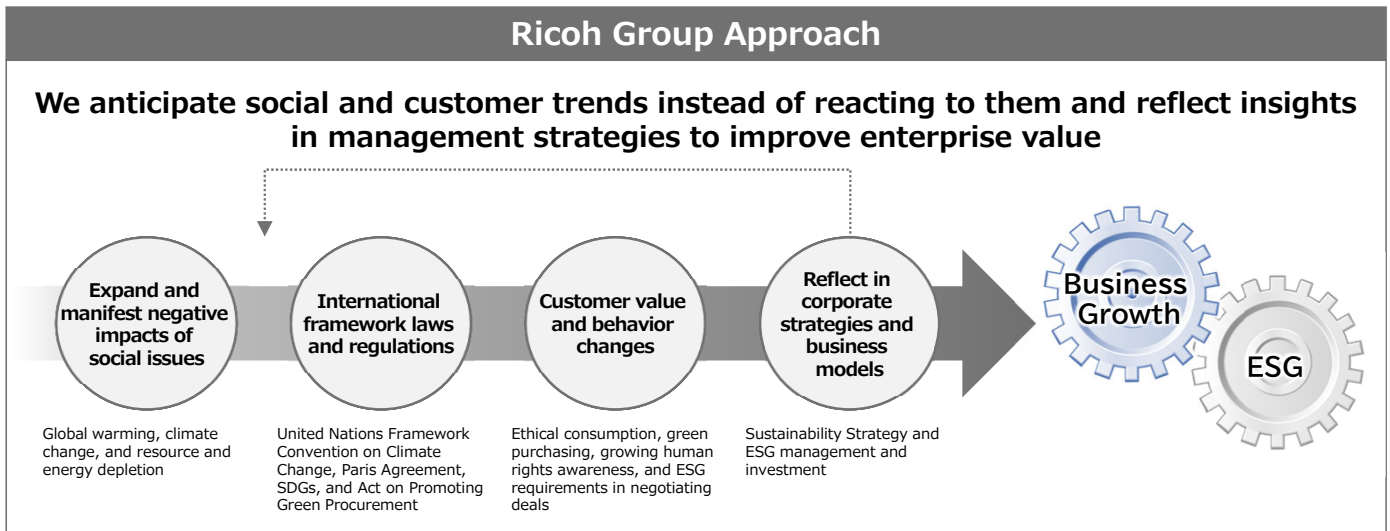 Ricoh Group Approach
We anticipate social and customer trends instead of reacting to them and reflect insights
in management strategies to improve enterprise value
Expand and
manifest negative
impacts of
social issues
International
framework laws
and regulations
Customer value
and behavior
changes
Reflect in
corporate
strategies and
business
models
Business
Growth
ESG
Global warming, climate
change, and resource and
energy depletion
United Nations Framework
Convention on Climate
Change, Paris Agreement,
SDGs, and Act on Promoting
Green Procurement
Ethical consumption, green
purchasing, growing human
rights awareness, and ESG
requirements in negotiating
deals
Sustainability Strategy and
ESG management and
investment